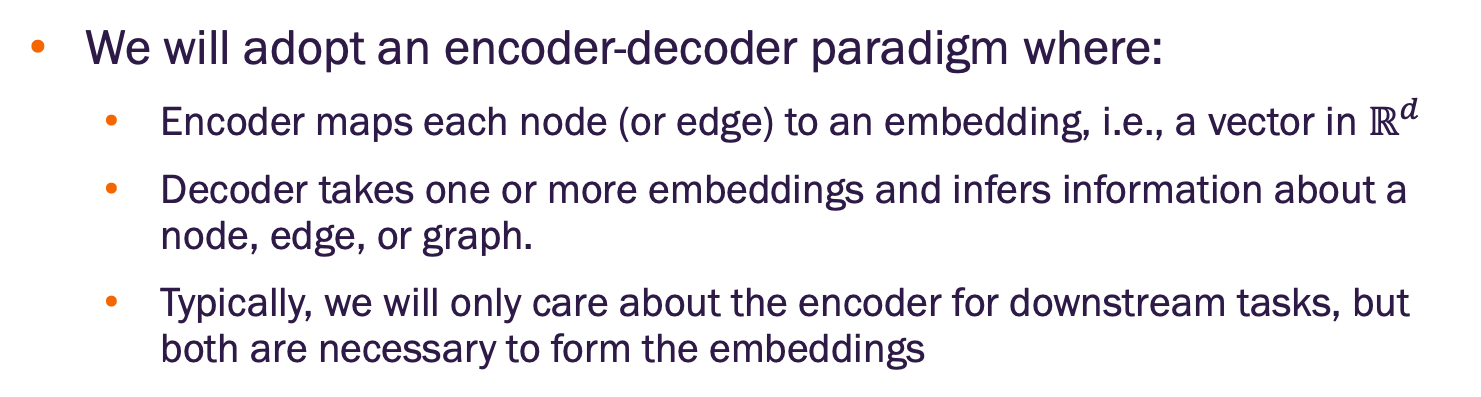 • We will adopt an encoder-decoder paradigm where:
• Encoder maps each node (or edge) to an embedding, i.e., a vector in ℝᵈ
• Decoder takes one or more embeddings and infers information about a
node, edge, or graph.
• Typically, we will only care about the encoder for downstream tasks, but
both are necessary to form the embeddings